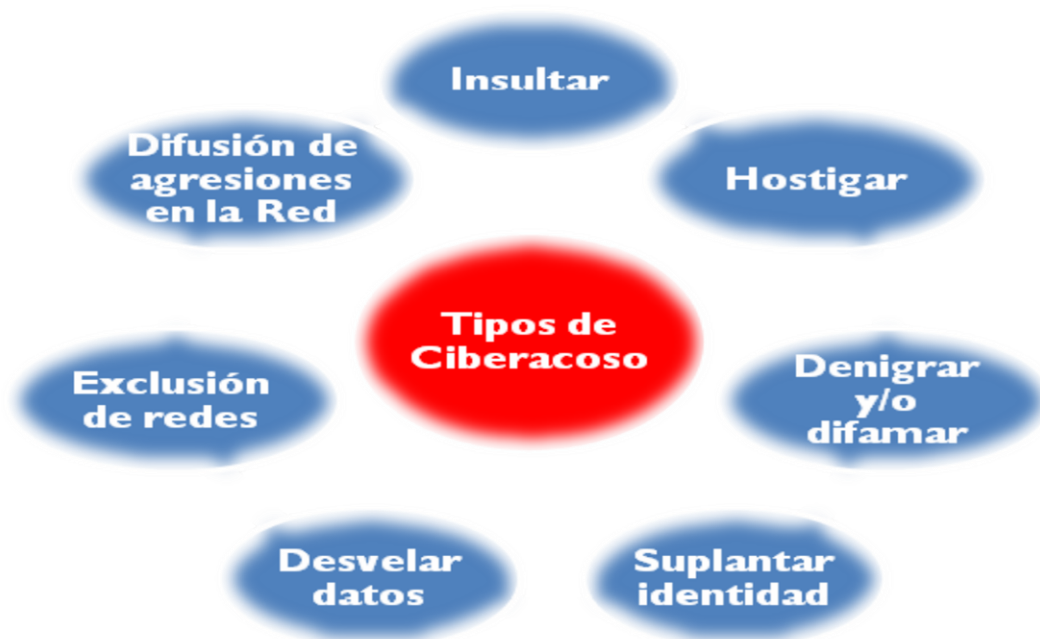 Insultar
Difusión de
agresiones
en la Red
Hostigar
Tipos de
Ciberacoso
Exclusión
de redes
Denigrar
y/o
difamar
Desvelar
datos
Suplantar
identidad